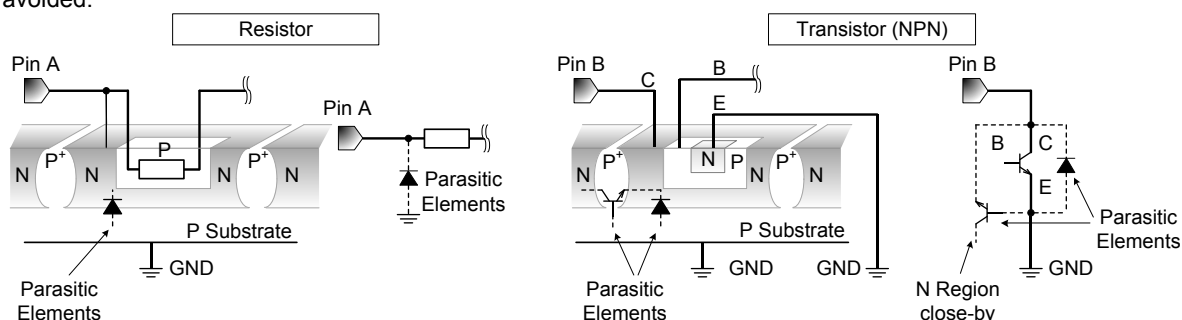 avoided.
Resistor
Transistor (NPN)
Pin A
Pin A
N
P+
N
P
N
P+
N
Parasitic
Elements
P Substrate
GND
Parasitic
Elements
Pin B
C
B
E
N
P+
N
P
N
P+
N
P Substrate
GND
GND
Parasitic
Elements
Pin B
B
C
E
Parasitic
Elements
GND
N Region
close-by